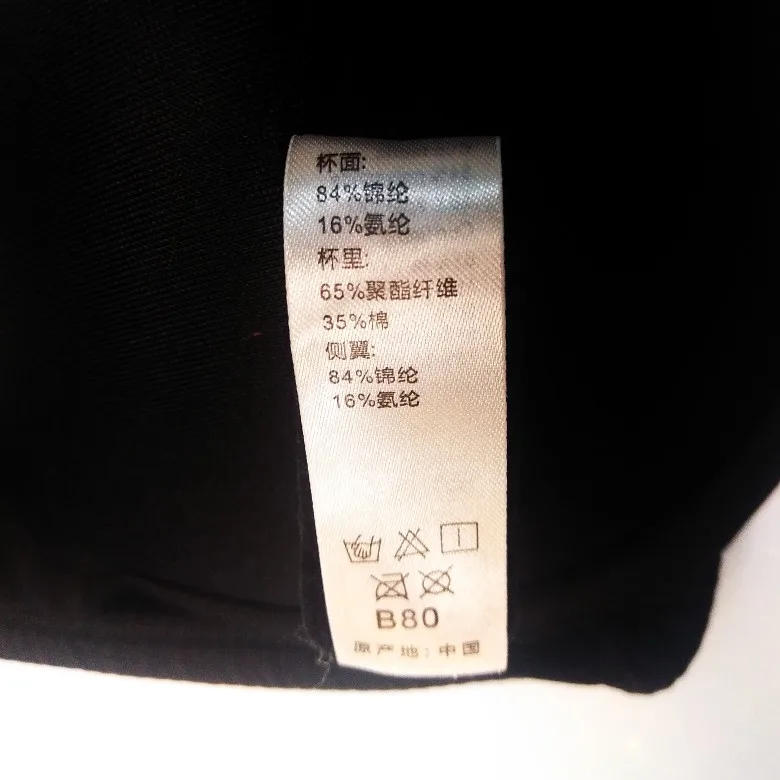 杯面:
84%锦纶
16%氨纶
杯里:
65%聚酯纤维
35%棉
侧翼:
84%锦纶
16%氨纶
B80
原产地: 中国